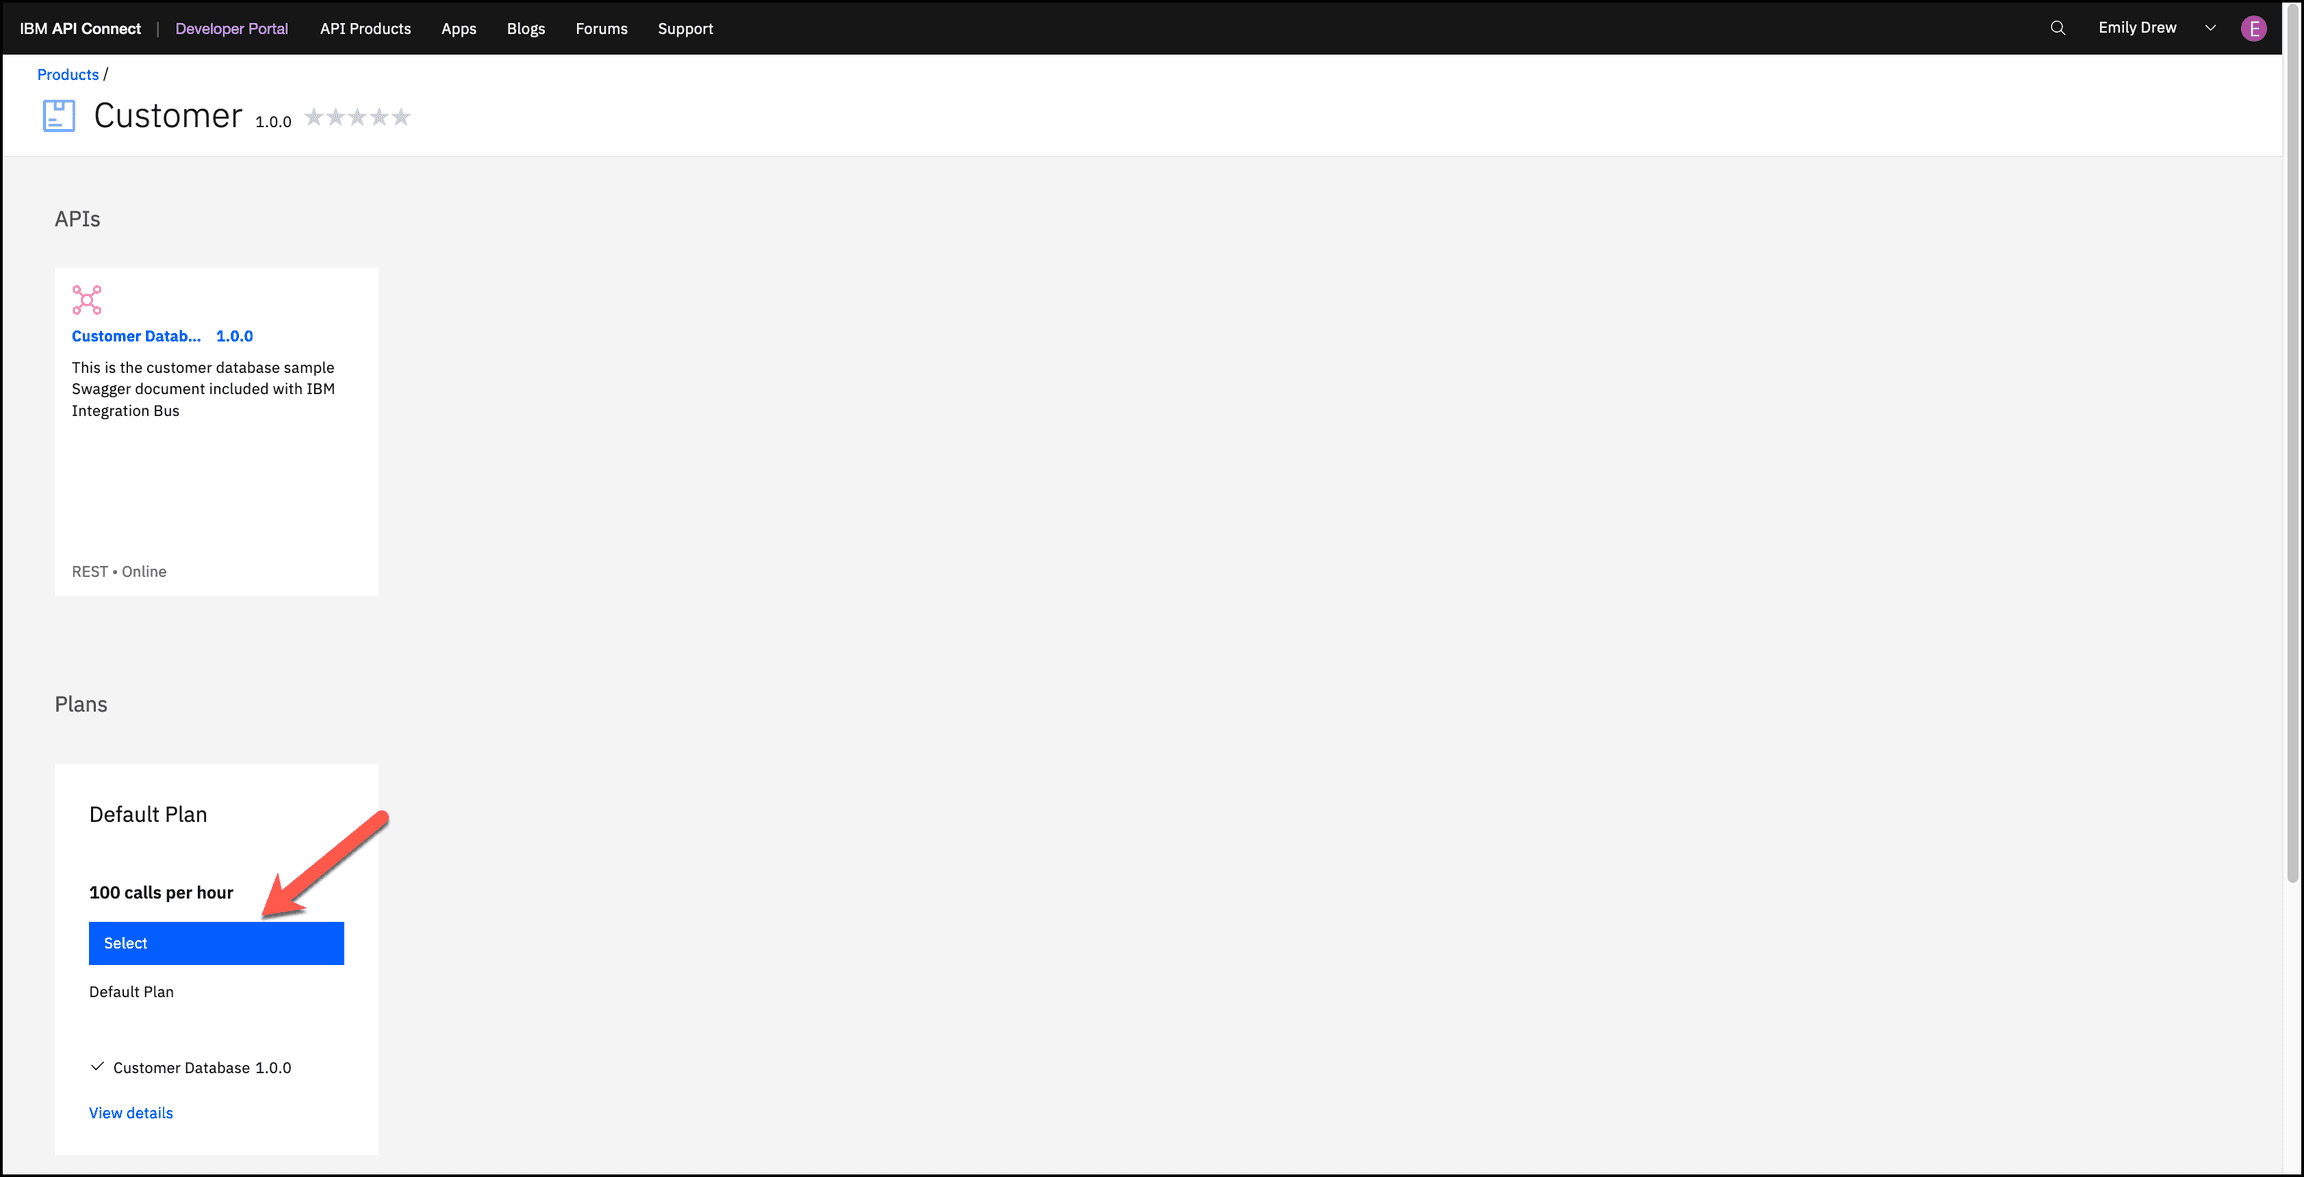 IBM API Connect | Developer Portal API Products Apps Blogs Forums Support Emily Drew E
Products /
Customer 1.0.0
APIs
Customer Datab... 1.0.0
This is the customer database sample
Swagger document included with IBM
Integration Bus
REST • Online
Plans
Default Plan
100 calls per hour
Select
Default Plan
Customer Database 1.0.0
View details